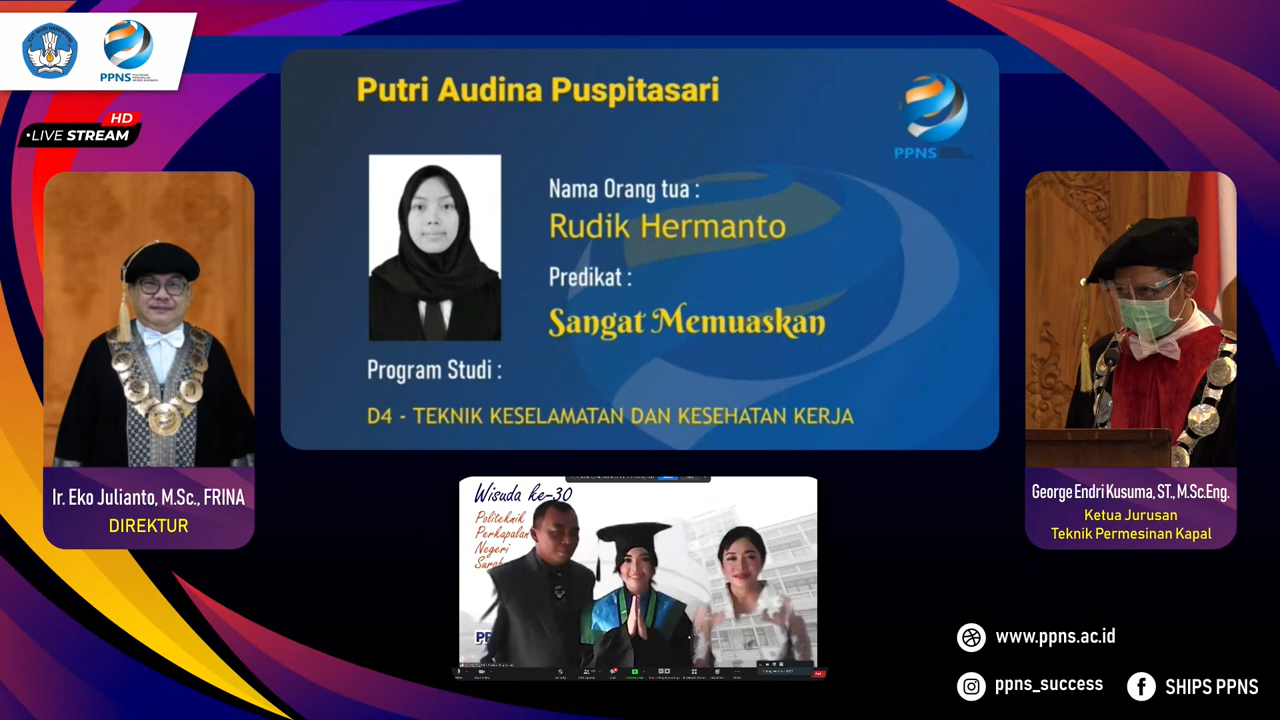 PPNS
HD
LIVE STREAM
Putri Audina Puspitasari
PPNS
Nama Orang tua :
Rudik Hermanto
Predikat :
Sangat Memuaskan
Program Studi :
D4 - TEKNIK KESELAMATAN DAN KESEHATAN KERJA
Ir. Eko Julianto, M.Sc., FRINA
DIREKTUR
George Endri Kusuma, ST., M.Sc.Eng.
Ketua Jurusan
Teknik Permesinan Kapal
Wisuda ke-30
Politeknik
Perkapalan
Negeri
www.ppns.ac.id
ppns_success
SHIPS PPNS